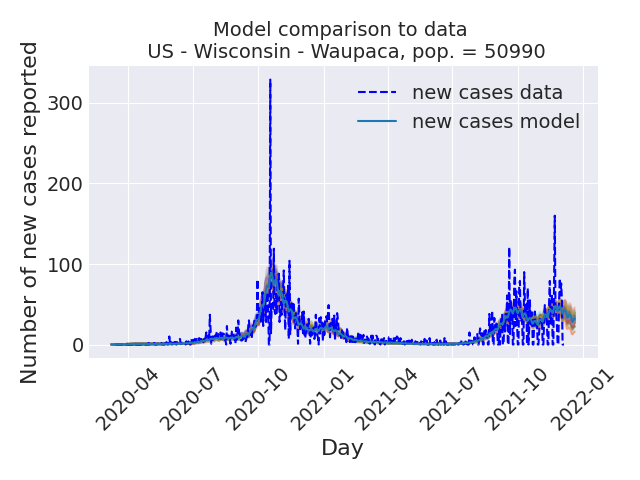 Model comparison to data
US - Wisconsin - Waupaca, pop. = 50990
Number of new cases reported
300
200
100
0
new cases data
new cases model
2020-04
2020-07
2020-10
2021-01
2021-04
2021-07
2021-10
2022-01
Day